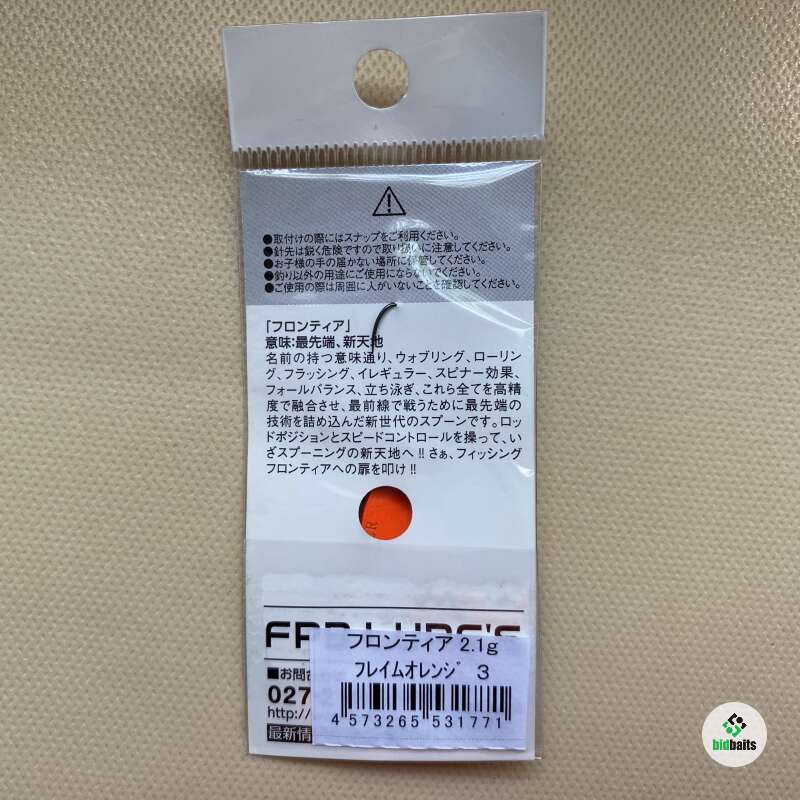 ●取付けの際にはスナップをご利用ください。
●針先は鋭く危険ですので取り扱いに注意してください。
●お子様の手の届かない場所に保管してください。
●釣り以外の用途にご使用にならないでください。
●ご使用の際は周囲に人がいないことを確認してください。
「フロンティア」
意味:最先端、新天地
名前の持つ意味通り、ウォブリング、ローリン
グ、フラッシング、イレギュラー、スピナー効果、
フォールバランス、立ち泳ぎ、これら全てを高精
度で融合させ、最前線で戦うために最先端の
技術を詰め込んだ新世代のスプーンです。ロッ
ドポジションとスピードコントロールを操って、い
ざスプーニングの新天地へ!!さぁ、フィッシング
フロンティアへの扉を叩け!!
R
■お問合
027
http://
最新情
フロンティア 2.1g
フレイムオレンジ 3
4 573265 531771
bidbaits